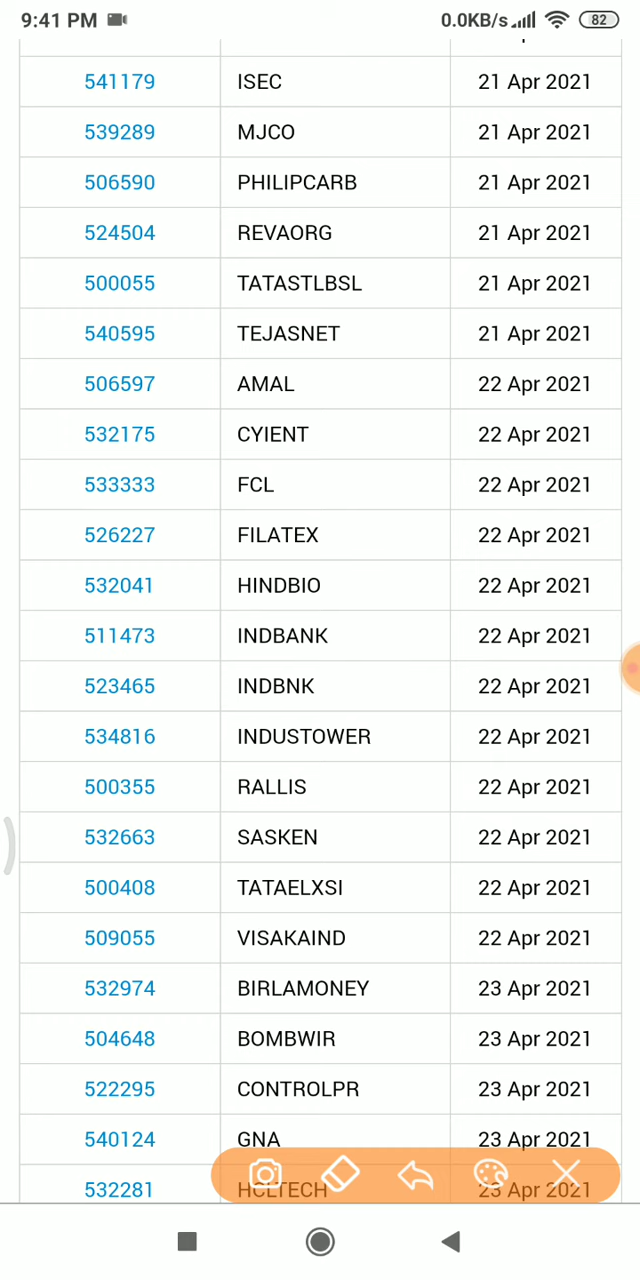 9:41 PM 0.0KB/s 82
541179 ISEC 21 Apr 2021
539289 MJCO 21 Apr 2021
506590 PHILIPCARB 21 Apr 2021
524504 REVAORG 21 Apr 2021
500055 TATASTLBSL 21 Apr 2021
540595 TEJASNET 21 Apr 2021
506597 AMAL 22 Apr 2021
532175 CYIENT 22 Apr 2021
533333 FCL 22 Apr 2021
526227 FILATEX 22 Apr 2021
532041 HINDBIO 22 Apr 2021
511473 INDBANK 22 Apr 2021
523465 INDBNK 22 Apr 2021
534816 INDUSTOWER 22 Apr 2021
500355 RALLIS 22 Apr 2021
532663 SASKEN 22 Apr 2021
500408 TATAELXSI 22 Apr 2021
509055 VISAKAIND 22 Apr 2021
532974 BIRLAMONEY 23 Apr 2021
504648 BOMBWIR 23 Apr 2021
522295 CONTROLPR 23 Apr 2021
540124 GNA 23 Apr 2021
532281 HCLTECH 23 Apr 2021